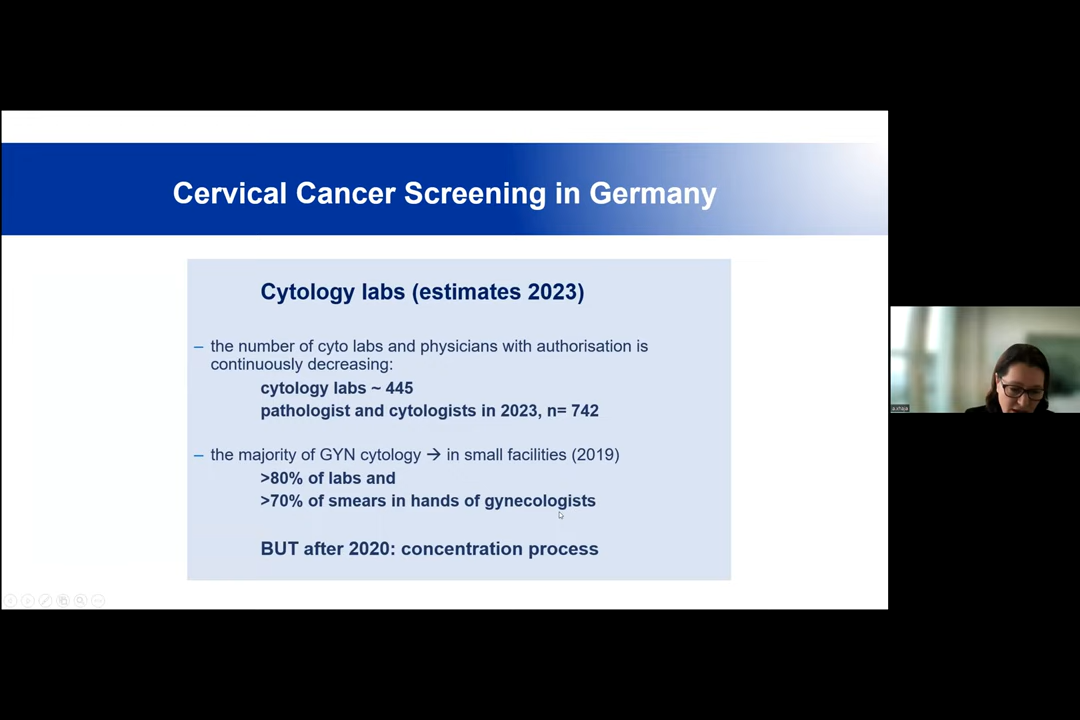 Cervical Cancer Screening in Germany
Cytology labs (estimates 2023)
– the number of cyto labs and physicians with authorisation is
continuously decreasing:
cytology labs ~ 445
pathologist and cytologists in 2023, n= 742
– the majority of GYN cytology → in small facilities (2019)
>80% of labs and
>70% of smears in hands of gynecologists
BUT after 2020: concentration process